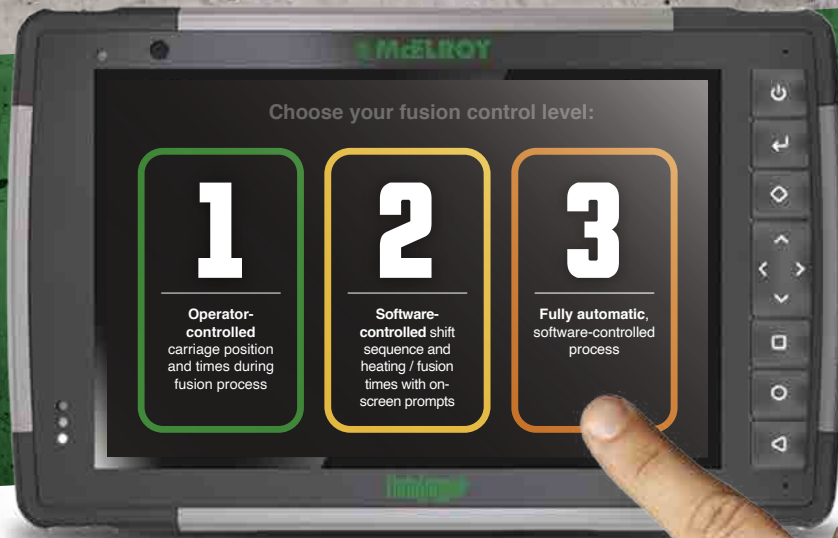 McELROY
Choose your fusion control level:
1
Operator-
controlled
carriage position
and times during
fusion process
2
Software-
controlled shift
sequence and
heating / fusion
times with on-
screen prompts
3
Fully automatic,
software-controlled
process